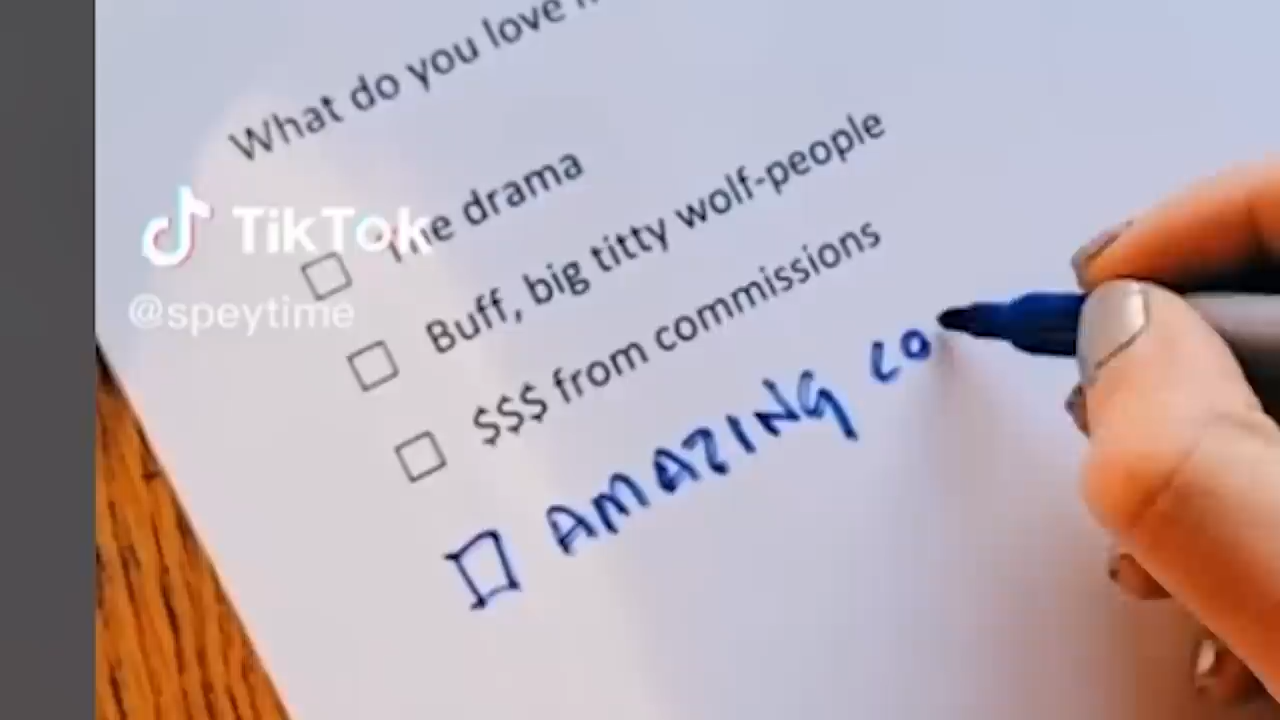 What do you love
The drama
Buff, big titty wolf-people
$$$ from commissions
AMAZING CO
TikTok
@speytime